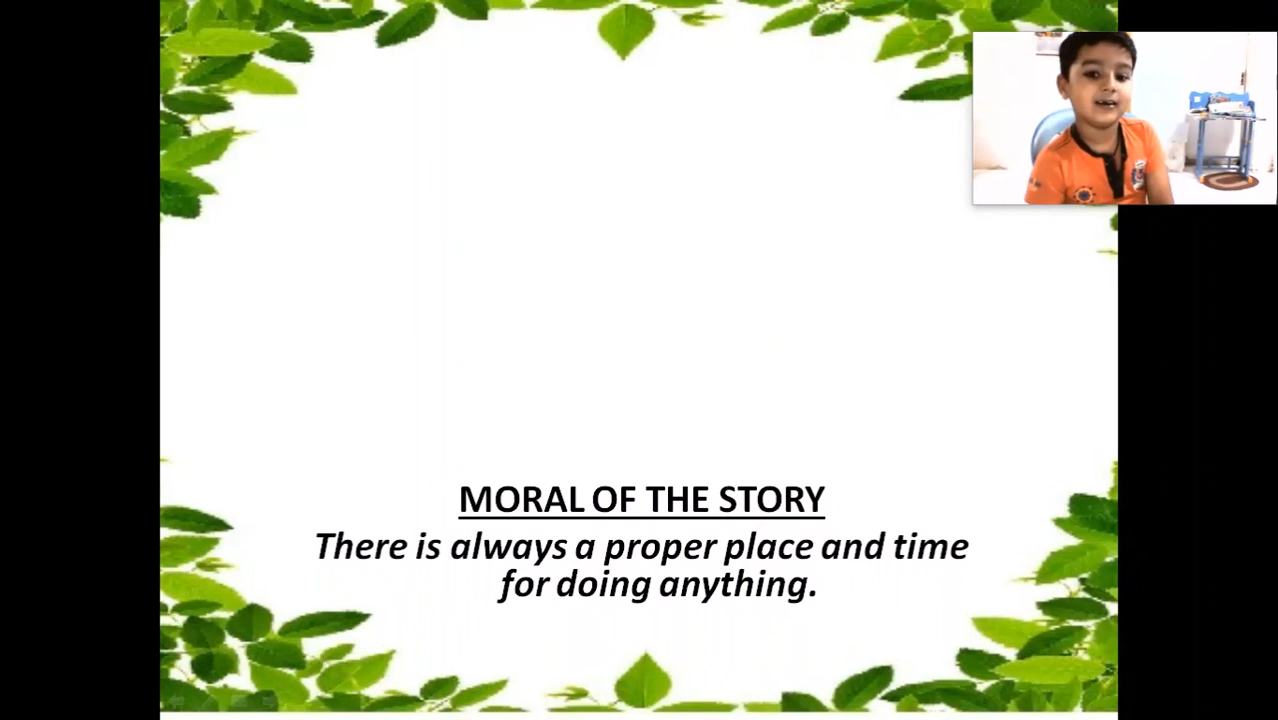 MORAL OF THE STORY
There is always a proper place and time
for doing anything.